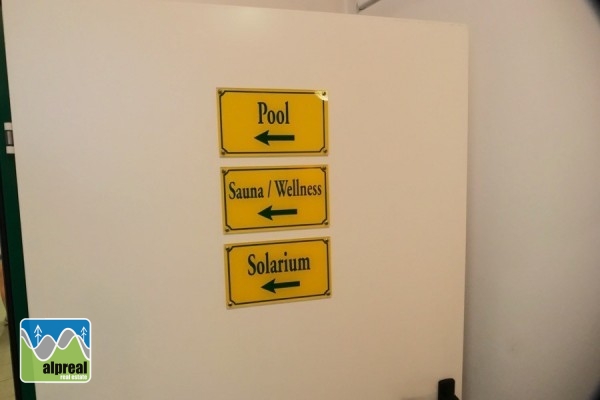 Pool
Sauna / Wellness
Solarium
alpreal
real estate